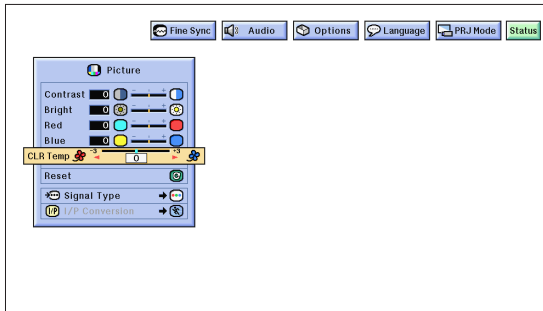 Fine Sync Audio Options Language PRJ Mode Status
Picture
Contrast 0
Bright 0
Red 0
Blue 0
CLR Temp -3 0 +3
Reset
Signal Type
I/P I/P Conversion